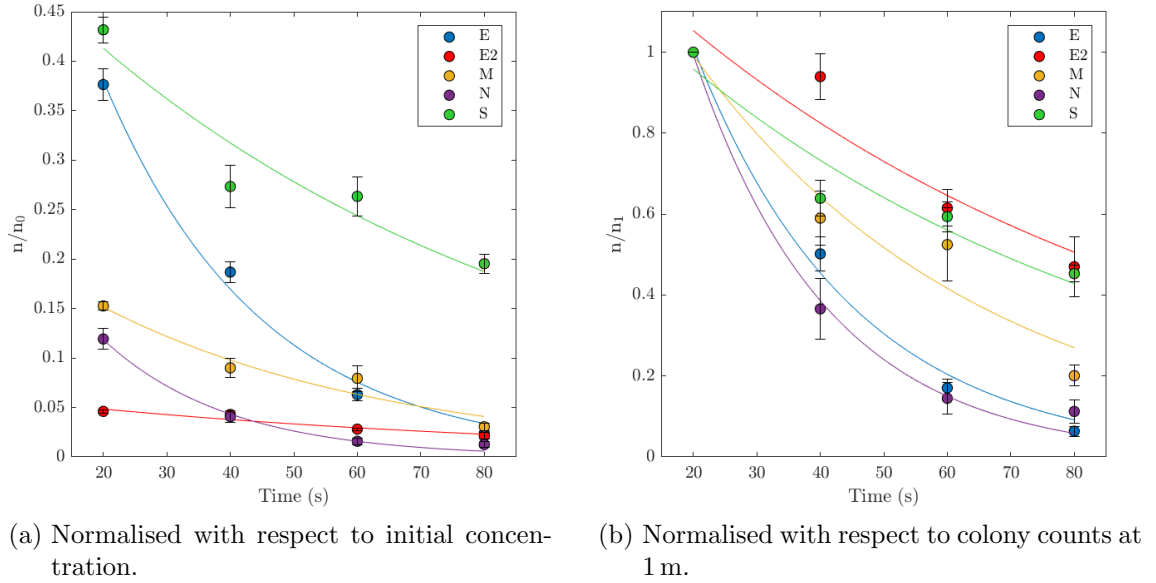 0.45
0.4
0.35
0.3
0.25
0.2
0.15
0.1
0.05
0
n/n0
20 30 40 50 60 70 80
Time (s)
E
E2
M
N
S
1
0.8
0.6
0.4
0.2
0
n/n1
20 30 40 50 60 70 80
Time (s)
E
E2
M
N
S
(a) Normalised with respect to initial concen-
tration.
(b) Normalised with respect to colony counts at
1 m.